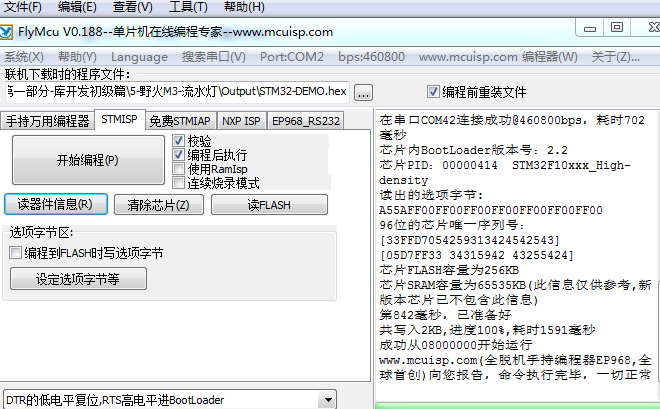 文件(F) 编辑(E) 查看(V) 工具(T) 帮助(H)
FlyMcu V0.188--单片机在线编程专家--www.mcuisp.com
系统(X) 帮助(Y) Language 搜索串口(V) Port:COM2 bps:460800 www.mcuisp.com 编程器(W) 关于(Z)...
联机下载时的程序文件:
第一部分-库开发初级篇\5-野火M3-流水灯\Output\STM32-DEMO.hex ... 编程前重装文件
手持万用编程器 STMISP 免费STMIAP NXP ISP EP968_RS232
开始编程(P)
校验
编程后执行
使用RamIsp
连续烧录模式
读器件信息(R) 清除芯片(Z) 读FLASH
选项字节区:
编程到FLASH时写选项字节
设定选项字节等
DTR的低电平复位,RTS高电平进BootLoader
在串口COM42连接成功@460800bps, 耗时702
毫秒
芯片内BootLoader版本号: 2.2
芯片PID: 00000414 STM32F10xxx_High-
density
读出的选项字节:
A55AFF00FF00FF00FF00FF00FF00FF00
96位的芯片唯一序列号:
[33FFD7054259313424542543]
[05D7FF33 34315942 43255424]
芯片FLASH容量为256KB
芯片SRAM容量为65535KB(此信息仅供参考,新
版本芯片已不包含此信息)
第842毫秒, 已准备好
共写入2KB,进度100%,耗时1591毫秒
成功从08000000开始运行
www.mcuisp.com(全脱机手持编程器EP968,全
球首创)向您报告, 命令执行完毕, 一切正常